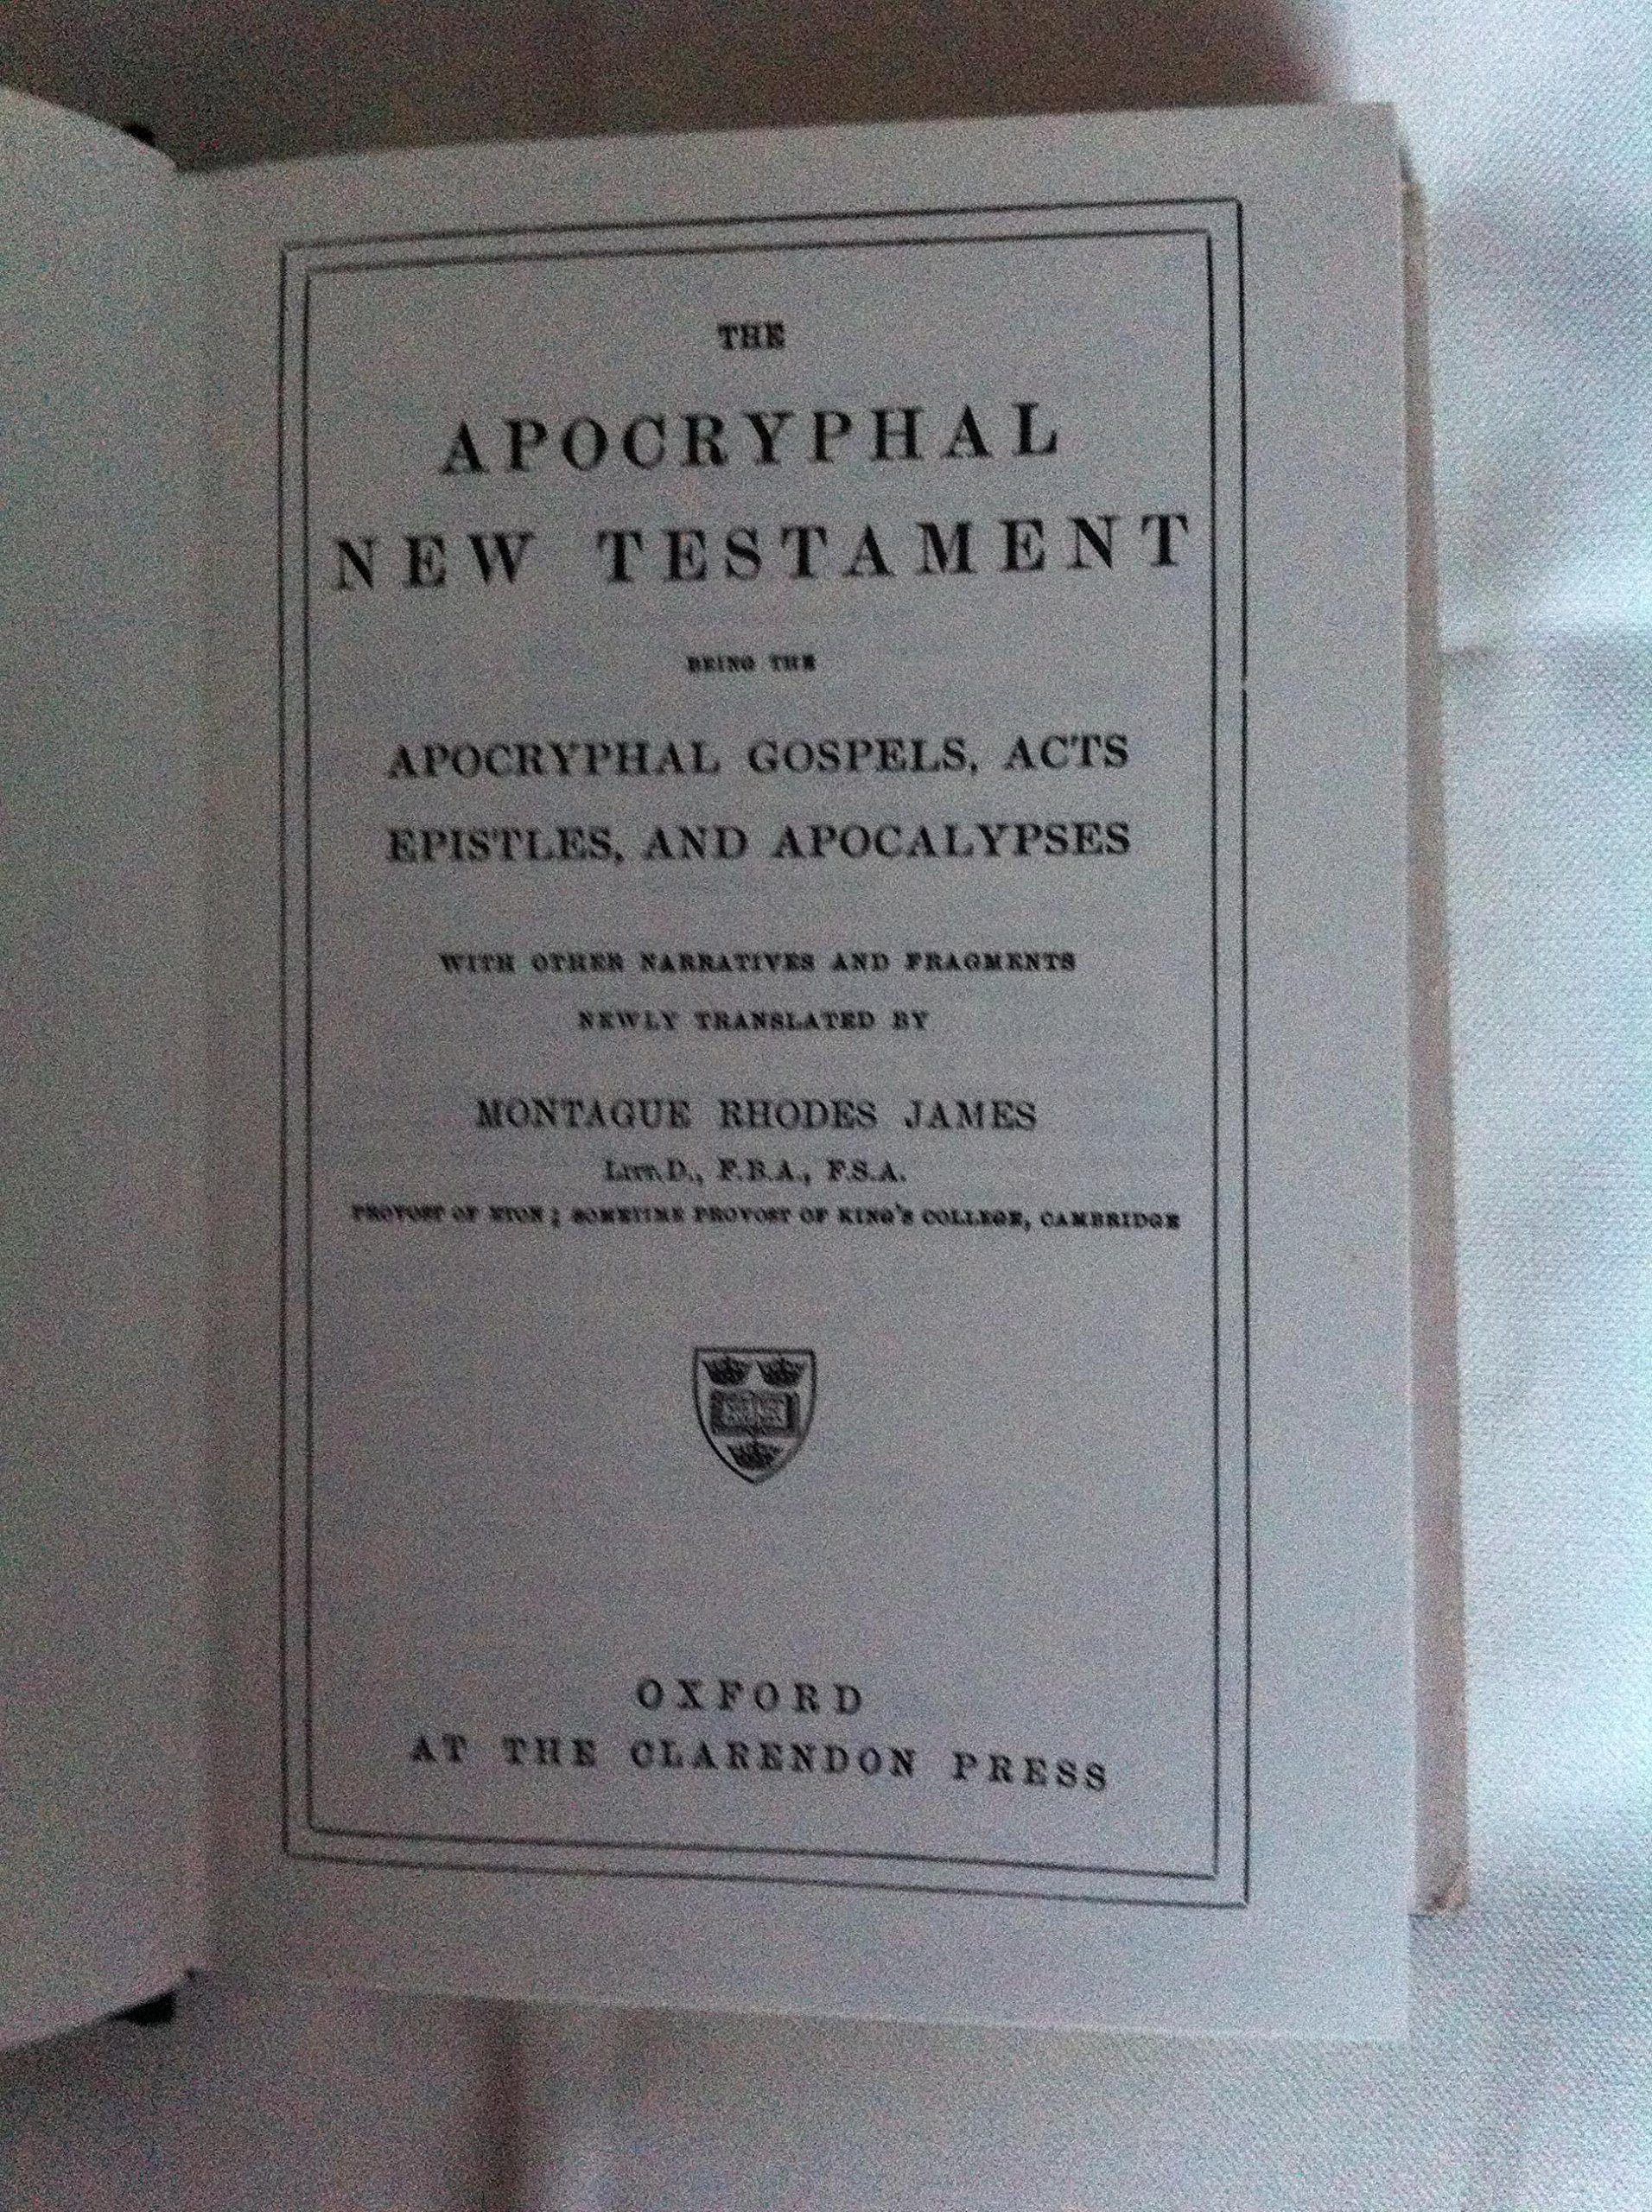 THE
APOCRYPHAL
NEW TESTAMENT
BEING THE
APOCRYPHAL GOSPELS, ACTS
EPISTLES, AND APOCALYPSES
WITH OTHER NARRATIVES AND FRAGMENTS
NEWLY TRANSLATED BY
MONTAGUE RHODES JAMES
LITT.D., F.B.A., F.S.A.
PROVOST OF ETON; SOMETIME PROVOST OF KING'S COLLEGE, CAMBRIDGE
OXFORD
AT THE CLARENDON PRESS